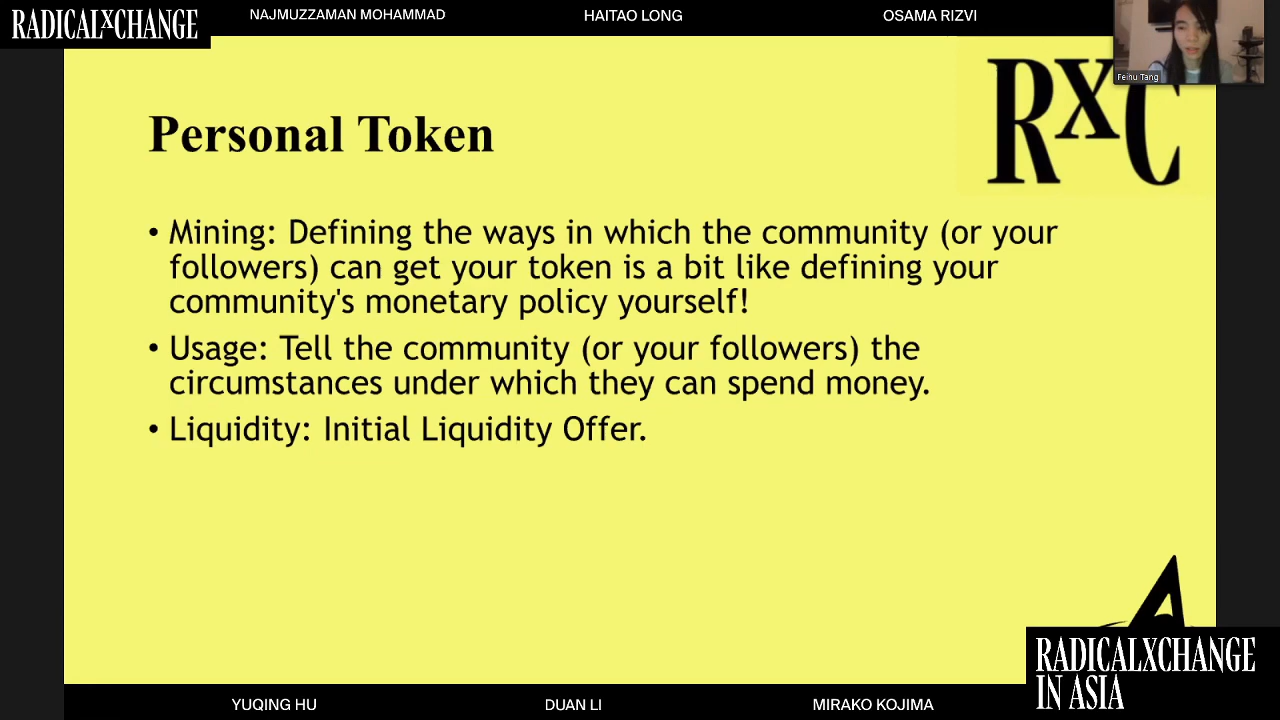 RADICALXCHANGE
NAJMUZZAMAN MOHAMMAD
HAITAO LONG
OSAMA RIZVI
Feihu Tang
RXC
Personal Token
• Mining: Defining the ways in which the community (or your
followers) can get your token is a bit like defining your
community's monetary policy yourself!
• Usage: Tell the community (or your followers) the
circumstances under which they can spend money.
• Liquidity: Initial Liquidity Offer.
RADICALXCHANGE
IN ASIA
YUQING HU
DUAN LI
MIRAKO KOJIMA